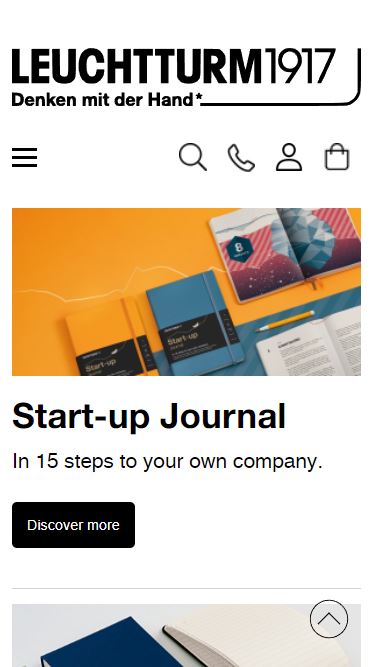 LEUCHTTURM1917
Denken mit der Hand*
8
Start-up
Start-up
Start-up Journal
In 15 steps to your own company.
Discover more